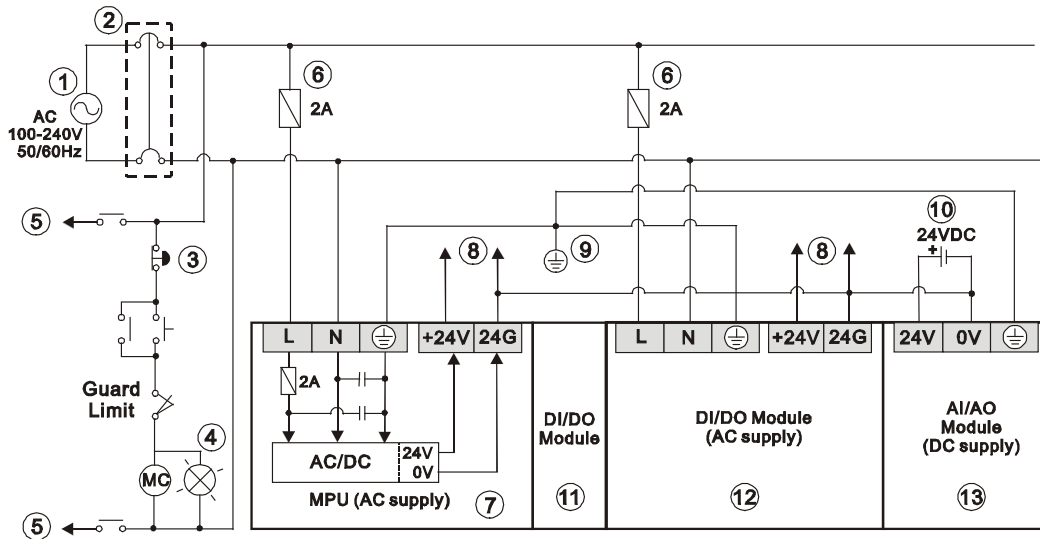 2
1
AC
100-240V
50/60Hz
6
2A
6
2A
5
3
8
9
8
10
24VDC
+
L N +24V 24G
L N +24V 24G
24V 0V
2A
Guard
Limit
4
MC
AC/DC
24V
0V
MPU (AC supply)
7
DI/DO
Module
11
DI/DO Module
(AC supply)
12
AI/AO
Module
(DC supply)
13
5